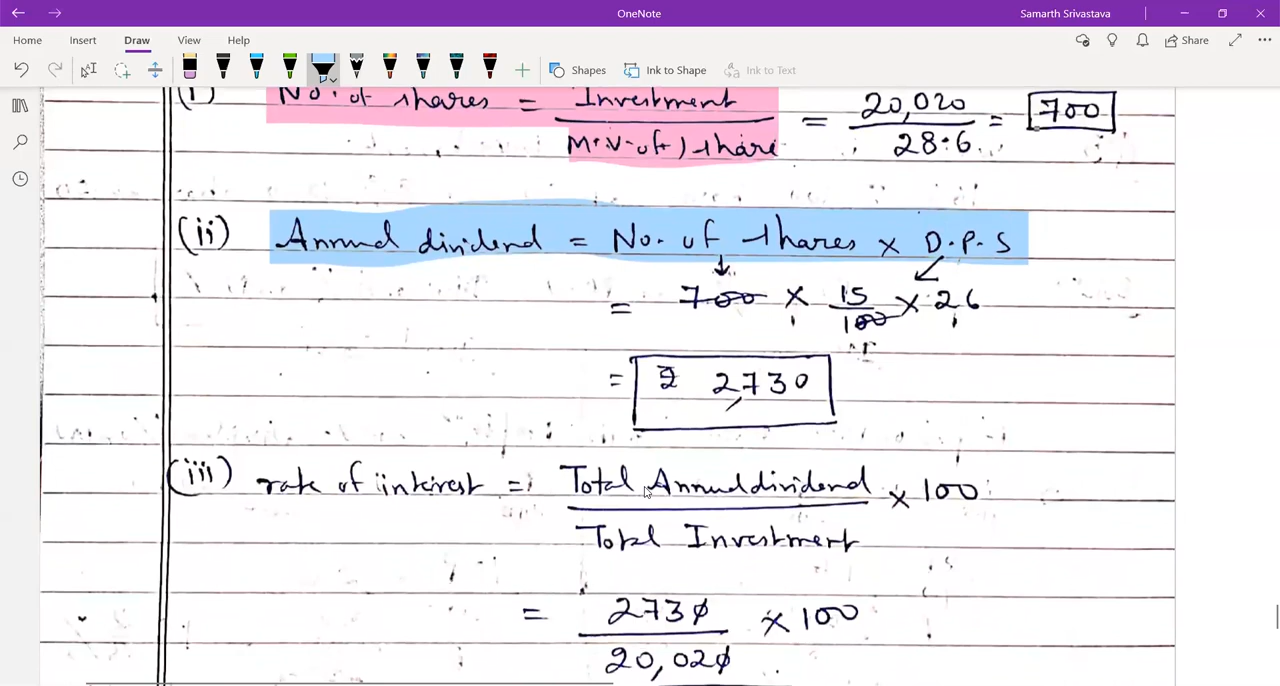 OneNote
Samarth Srivastava
Home Insert Draw View Help
Share
Shapes Ink to Shape Ink to Text
(i) No. of shares = Investment / M.V. of 1 share = 20,020 / 28.6 = 700
(ii) Annual dividend = No. of shares × D.P.S
= 700 × 15/100 × 26
= ₹ 2,730
(iii) rate of interest = Total Annual dividend / Total Investment × 100
= 2730 / 20,020 × 100